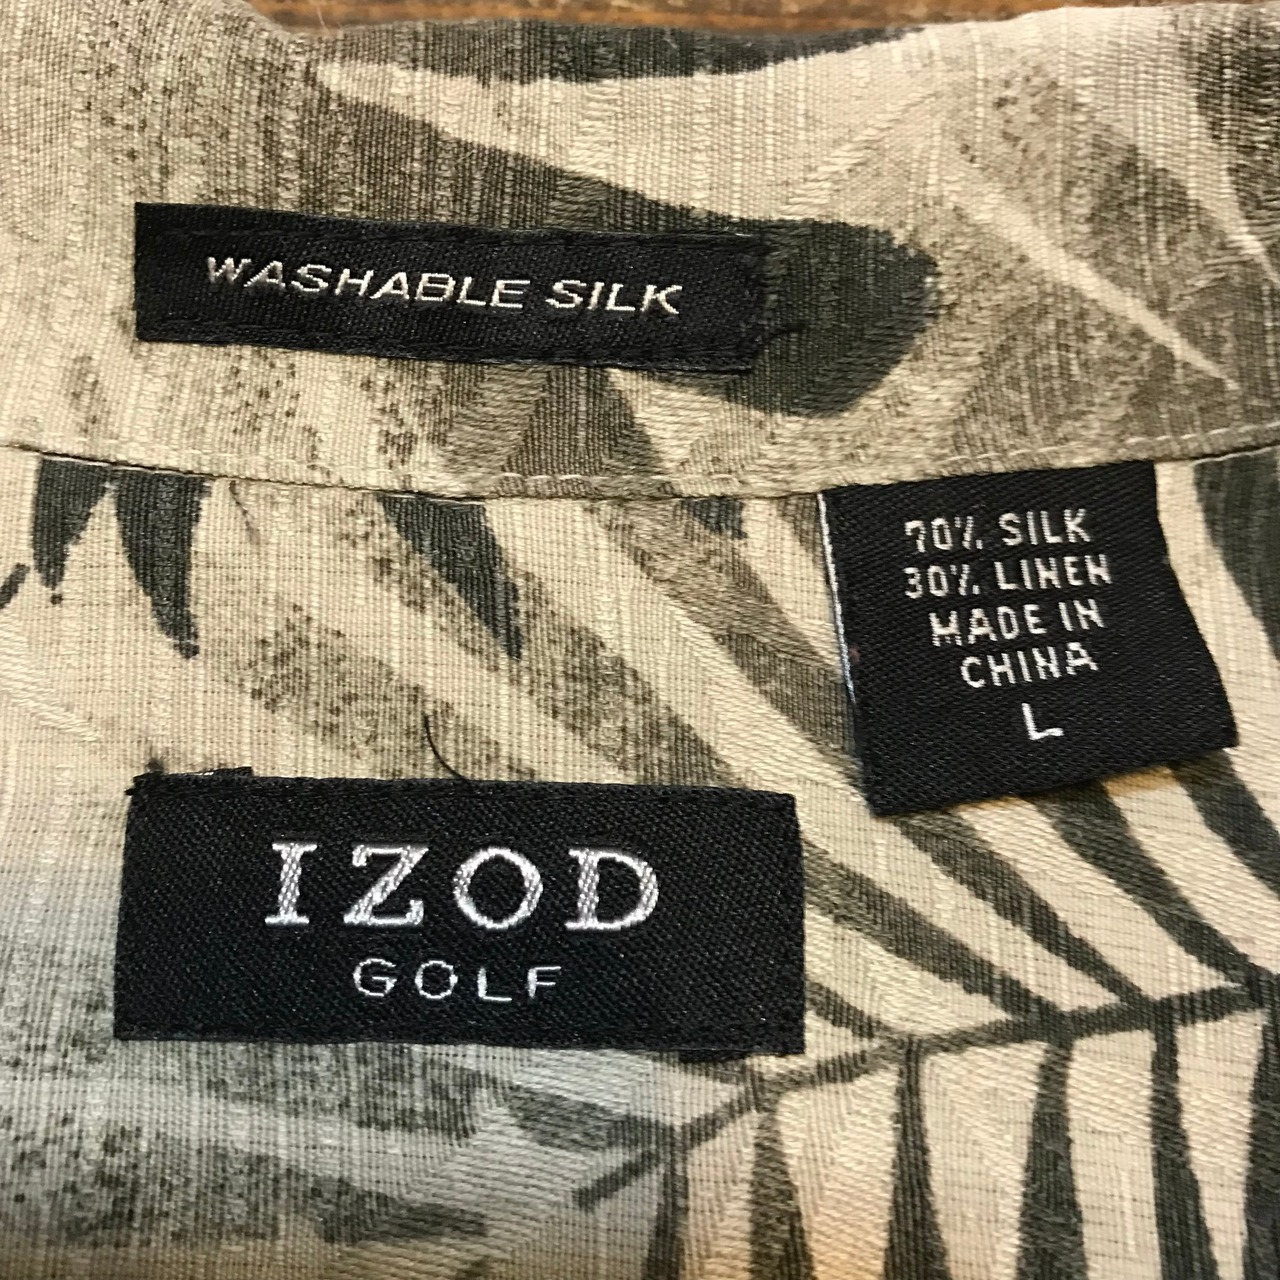 WASHABLE SILK
70% SILK
30% LINEN
MADE IN
CHINA
L
IZOD
GOLF